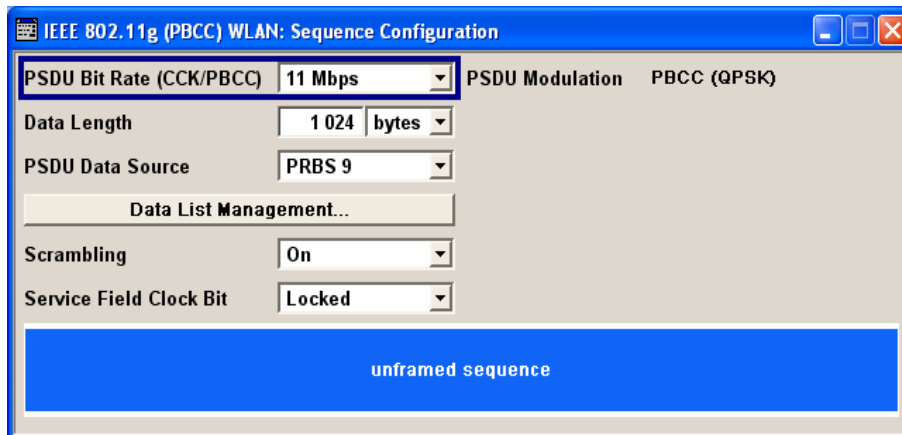 IEEE 802.11g (PBCC) WLAN: Sequence Configuration
PSDU Bit Rate (CCK/PBCC) 11 Mbps PSDU Modulation PBCC (QPSK)
Data Length 1 024 bytes
PSDU Data Source PRBS 9
Data List Management...
Scrambling On
Service Field Clock Bit Locked
unframed sequence